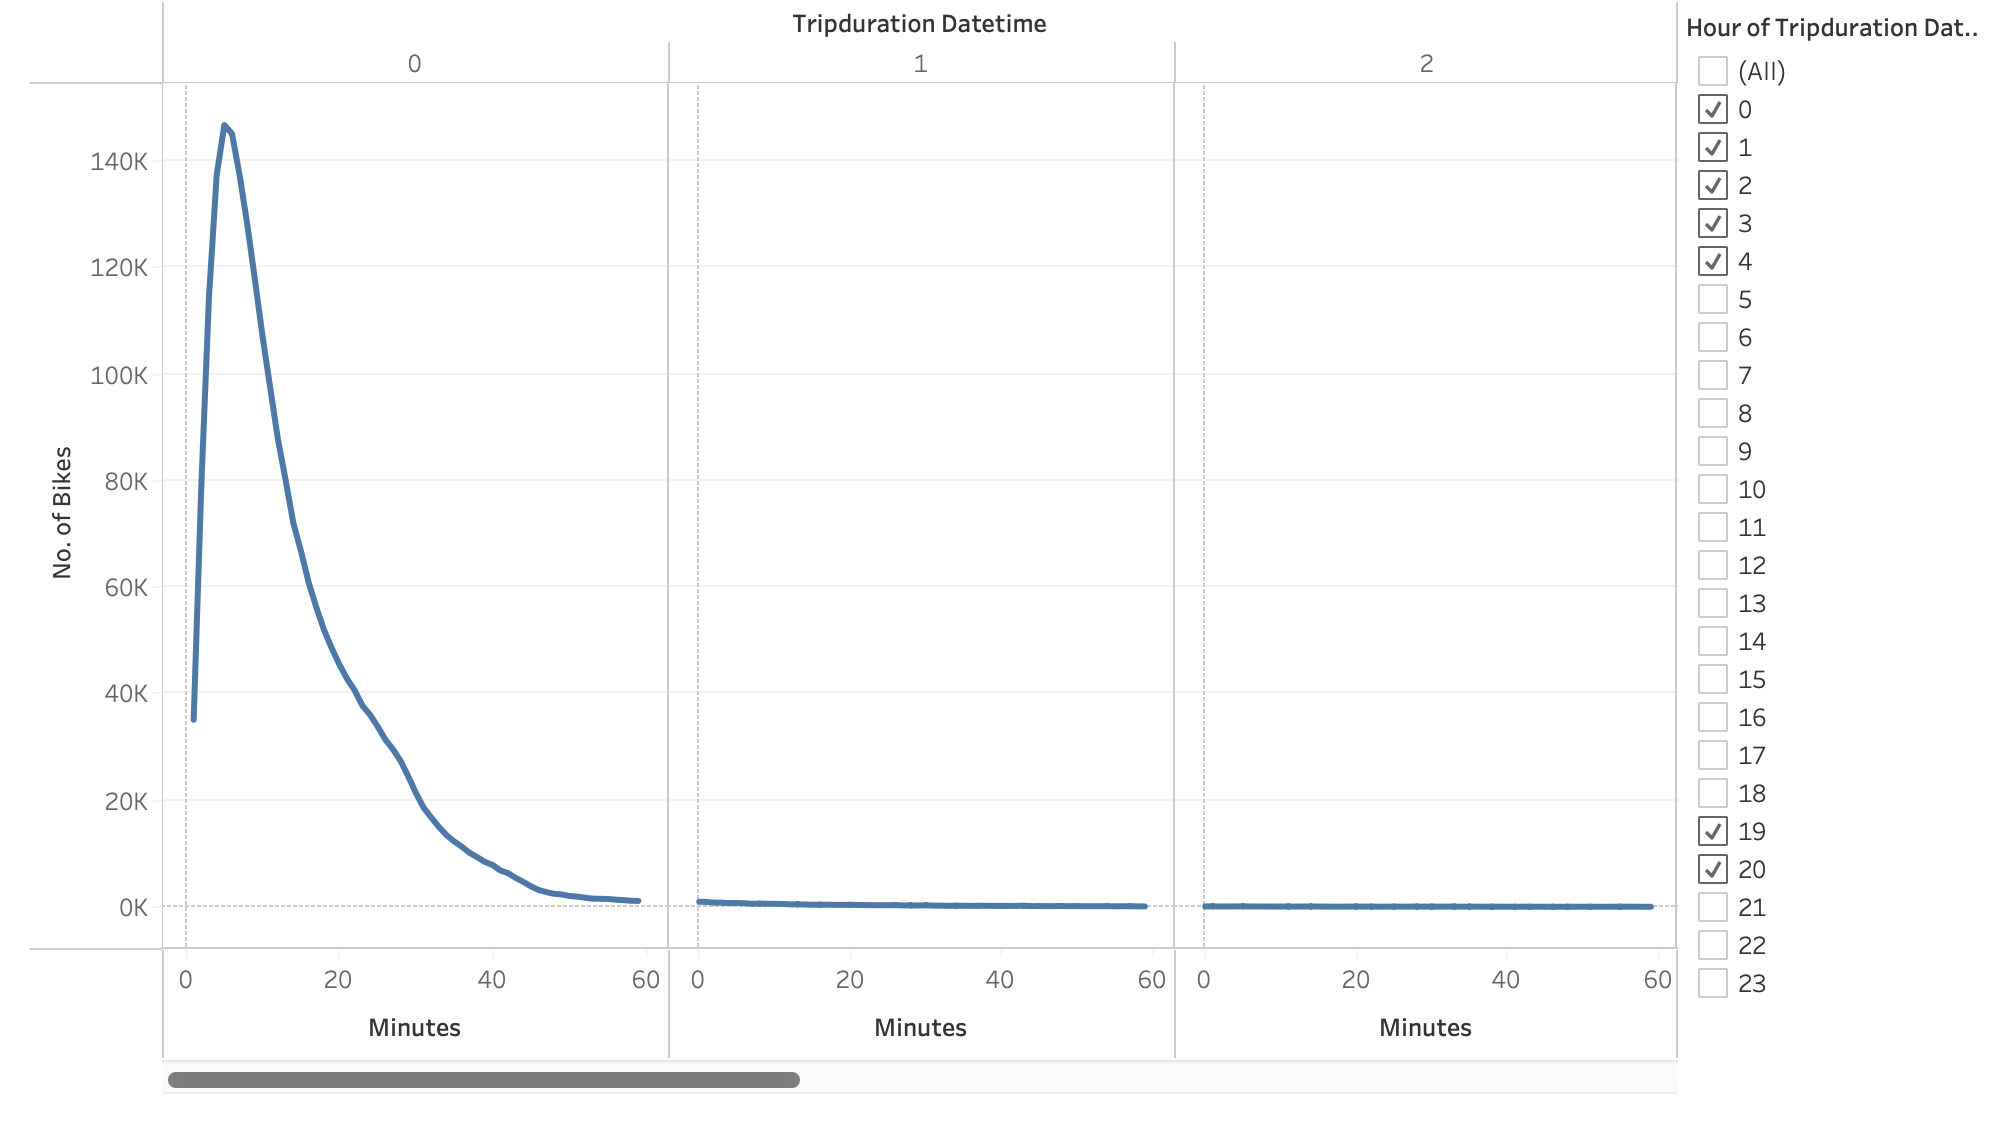 Tripduration Datetime
0 1 2
140K
120K
100K
80K
60K
40K
20K
0K
No. of Bikes
0 20 40 60 0 20 40 60 0 20 40 60
Minutes Minutes Minutes
Hour of Tripduration Dat..
(All)
0
1
2
3
4
5
6
7
8
9
10
11
12
13
14
15
16
17
18
19
20
21
22
23